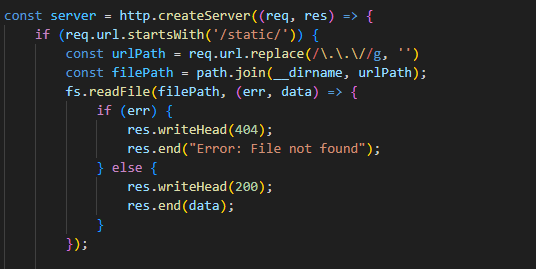 const server = http.createServer((req, res) => {
    if (req.url.startsWith('/static/')) {
        const urlPath = req.url.replace(/\.\.\//g, '')
        const filePath = path.join(__dirname, urlPath);
        fs.readFile(filePath, (err, data) => {
            if (err) {
                res.writeHead(404);
                res.end("Error: File not found");
            } else {
                res.writeHead(200);
                res.end(data);
            }
        });